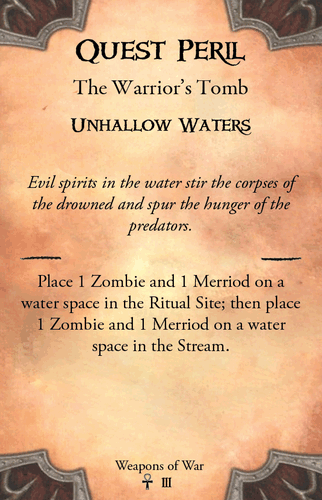 Quest Peril
The Warrior's Tomb
Unhallow Waters
Evil spirits in the water stir the corpses of
the drowned and spur the hunger of the
predators.
Place 1 Zombie and 1 Merriod on a
water space in the Ritual Site; then place
1 Zombie and 1 Merriod on a water
space in the Stream.
Weapons of War
☥ III